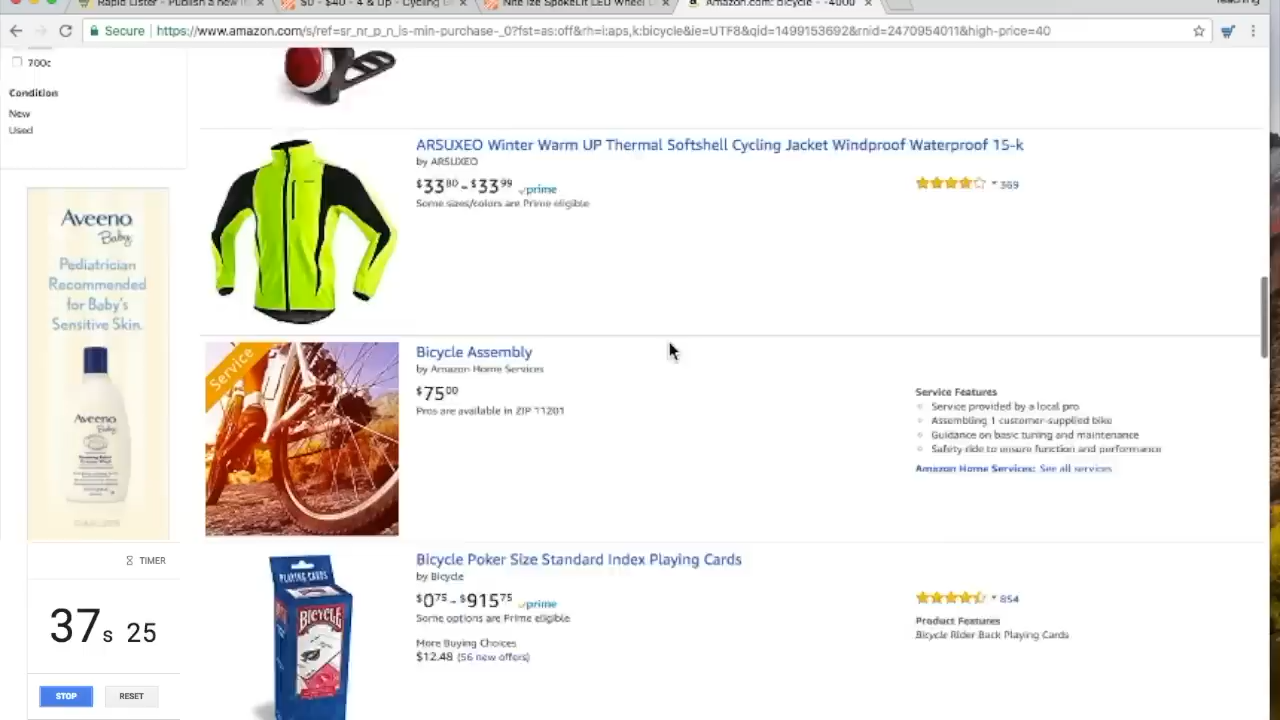 Rapid Lister - Publish a new
$0 - $40 - 4 & Up - Cycling
Nite Ize SpokeLit LED Wheel
Amazon.com: bicycle - -4000
Teaching
Secure | https://www.amazon.com/s/ref=sr_nr_p_n_is-min-purchase-_0?fst=as:off&rh=i:aps,k:bicycle&ie=UTF8&qid=1499153692&rnid=2470954011&high-price=40
700c
Condition
New
Used
ARSUXEO Winter Warm UP Thermal Softshell Cycling Jacket Windproof Waterproof 15-k
by ARSUXEO
$33 80 - $33 99 prime
Some sizes/colors are Prime eligible
369
Aveeno
Baby
Pediatrician
Recommended
for Baby's
Sensitive Skin.
Aveeno
Baby
Service
Bicycle Assembly
by Amazon Home Services
$75 00
Pros are available in ZIP 11201
Service Features
Service provided by a local pro
Assembling 1 customer-supplied bike
Guidance on basic tuning and maintenance
Safety ride to ensure function and performance
Amazon Home Services: See all services
Bicycle Poker Size Standard Index Playing Cards
by Bicycle
$0 75 - $915 75 prime
Some options are Prime eligible
More Buying Choices
$12.48 (56 new offers)
854
Product Features
Bicycle Rider Back Playing Cards
PLAYING CARDS
BICYCLE
TIMER
37s 25
STOP
RESET